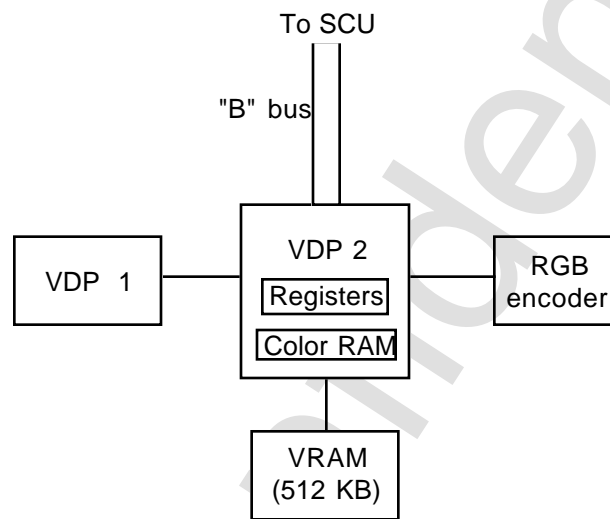 To SCU
"B" bus
VDP 1
VDP 2
Registers
Color RAM
RGB
encoder
VRAM
(512 KB)